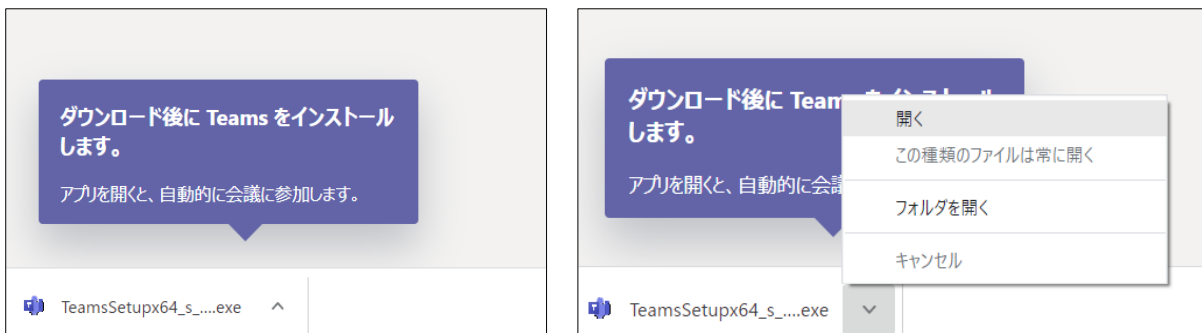 ダウンロード後に Teams をインストール
します。
アプリを開くと、自動的に会議に参加します。
TeamsSetupx64_s_....exe
ダウンロード後に Team
します。
アプリを開くと、自動的に会
開く
この種類のファイルは常に開く
フォルダを開く
キャンセル
TeamsSetupx64_s_....exe